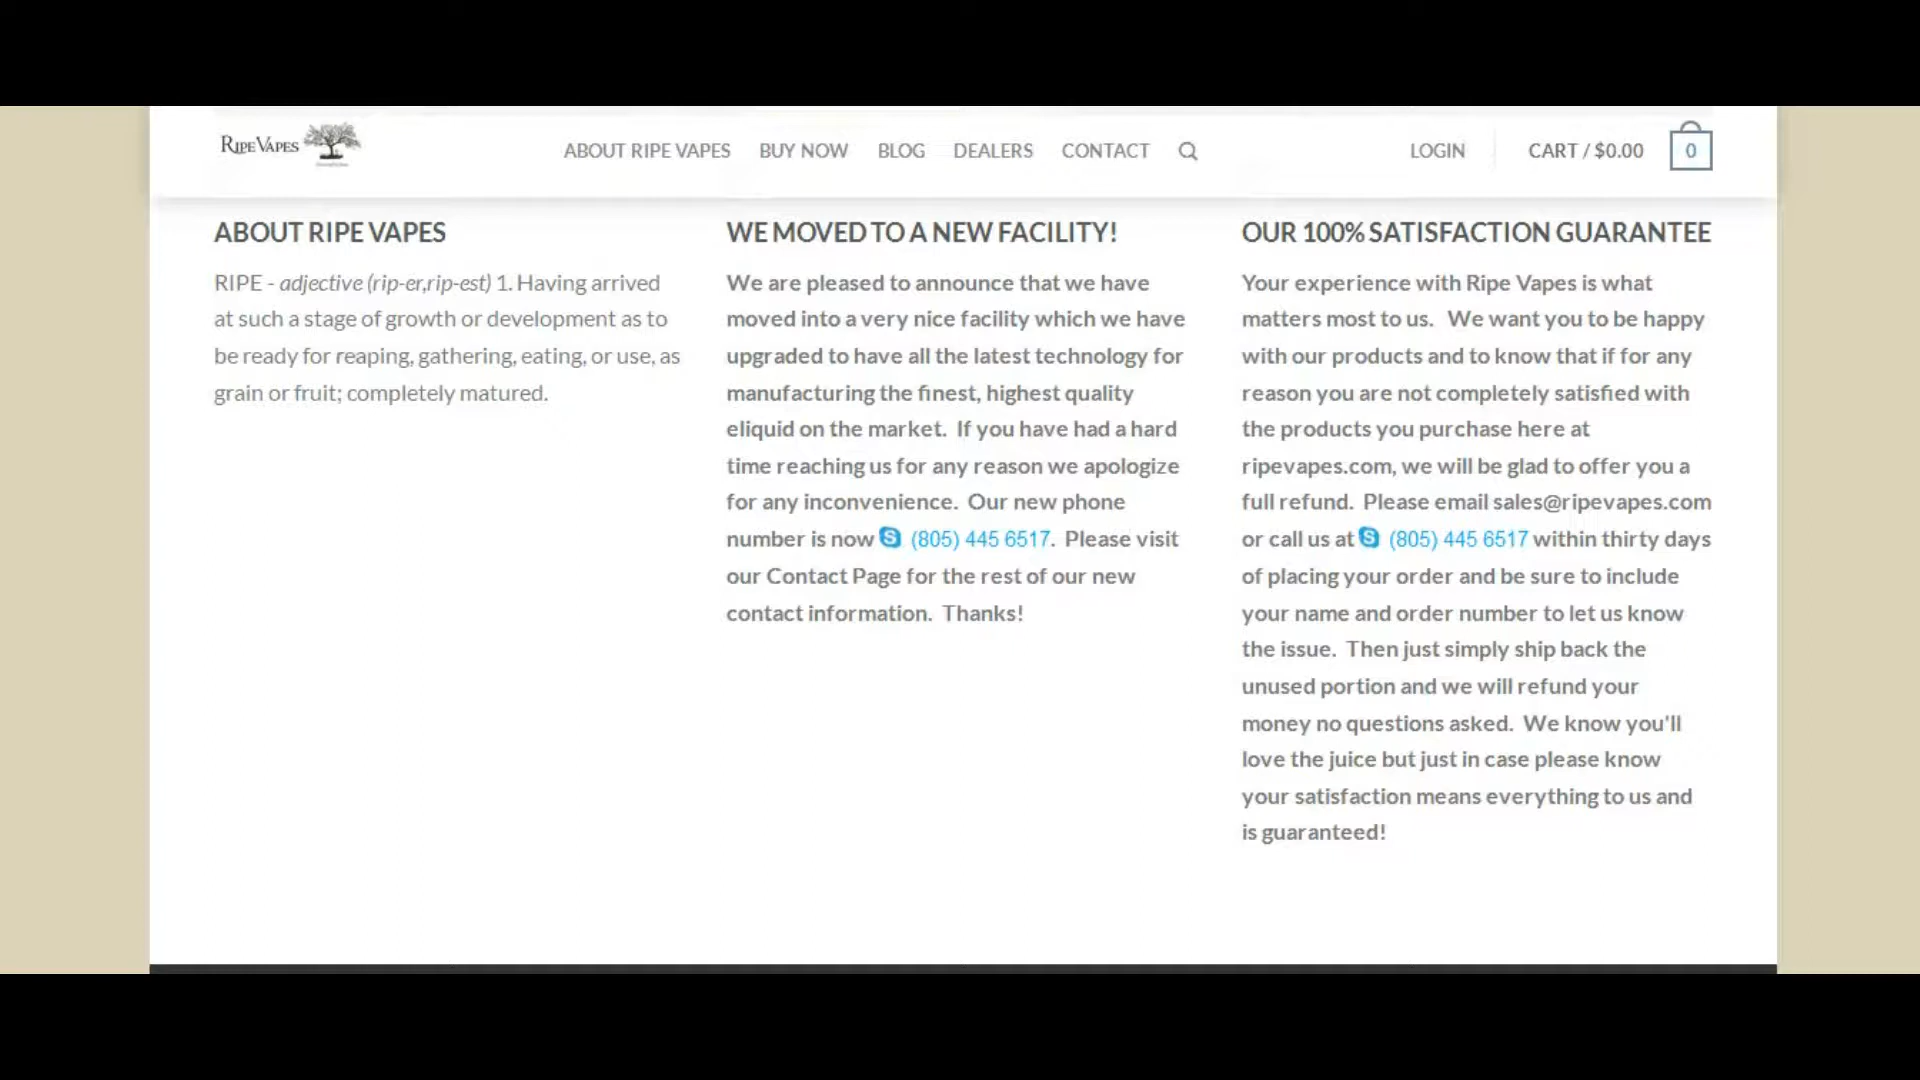 RIPE VAPES
ABOUT RIPE VAPES BUY NOW BLOG DEALERS CONTACT LOGIN CART / $0.00 0
ABOUT RIPE VAPES
RIPE - adjective (rip-er,rip-est) 1. Having arrived
at such a stage of growth or development as to
be ready for reaping, gathering, eating, or use, as
grain or fruit; completely matured.
WE MOVED TO A NEW FACILITY!
We are pleased to announce that we have
moved into a very nice facility which we have
upgraded to have all the latest technology for
manufacturing the finest, highest quality
eliquid on the market. If you have had a hard
time reaching us for any reason we apologize
for any inconvenience. Our new phone
number is now (805) 445 6517. Please visit
our Contact Page for the rest of our new
contact information. Thanks!
OUR 100% SATISFACTION GUARANTEE
Your experience with Ripe Vapes is what
matters most to us. We want you to be happy
with our products and to know that if for any
reason you are not completely satisfied with
the products you purchase here at
ripevapes.com, we will be glad to offer you a
full refund. Please email sales@ripevapes.com
or call us at (805) 445 6517 within thirty days
of placing your order and be sure to include
your name and order number to let us know
the issue. Then just simply ship back the
unused portion and we will refund your
money no questions asked. We know you'll
love the juice but just in case please know
your satisfaction means everything to us and
is guaranteed!